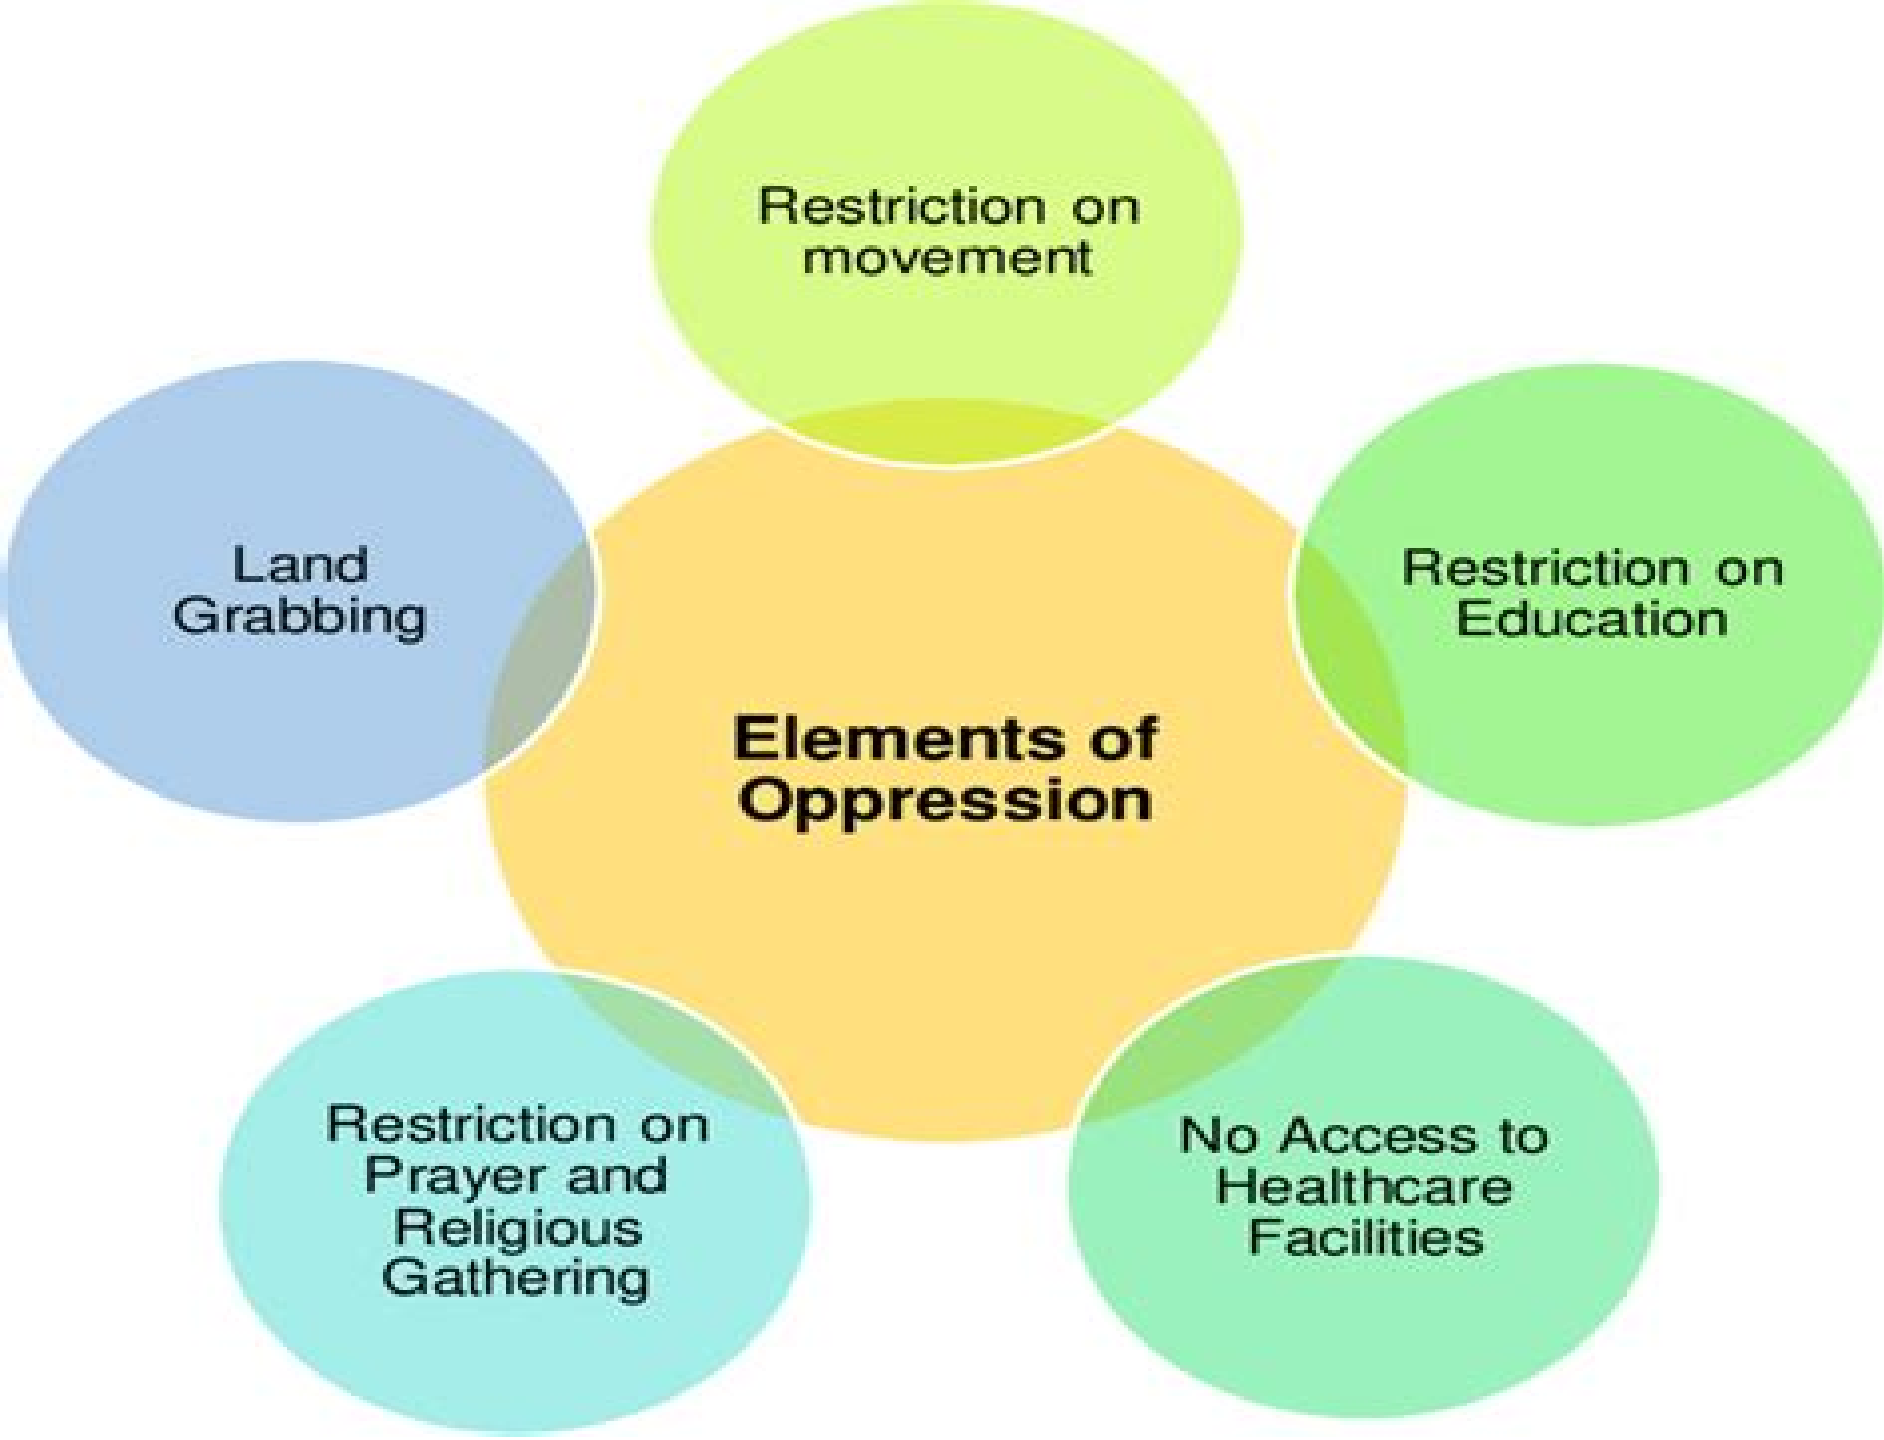 Restriction on
movement
Land
Grabbing
Restriction on
Education
Elements of
Oppression
Restriction on
Prayer and
Religious
Gathering
No Access to
Healthcare
Facilities